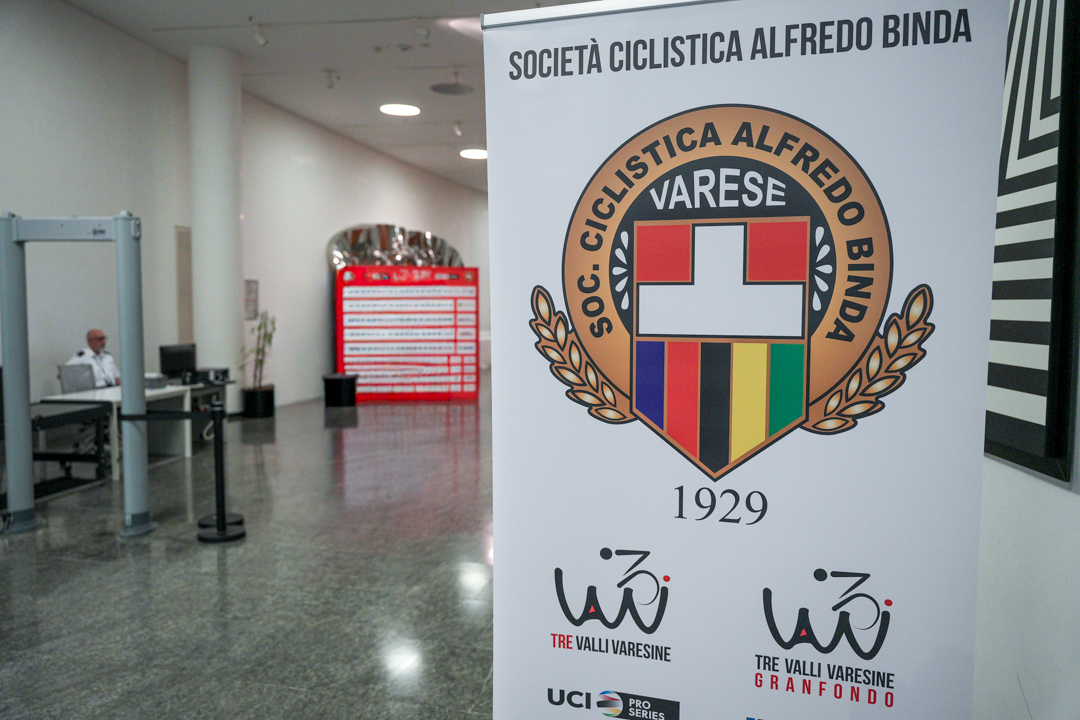 SOCIETÀ CICLISTICA ALFREDO BINDA
SOC. CICLISTICA ALFREDO BINDA
VARESE
1929
TRE VALLI VARESINE
TRE VALLI VARESINE
GRANFONDO
UCI PRO
SERIES